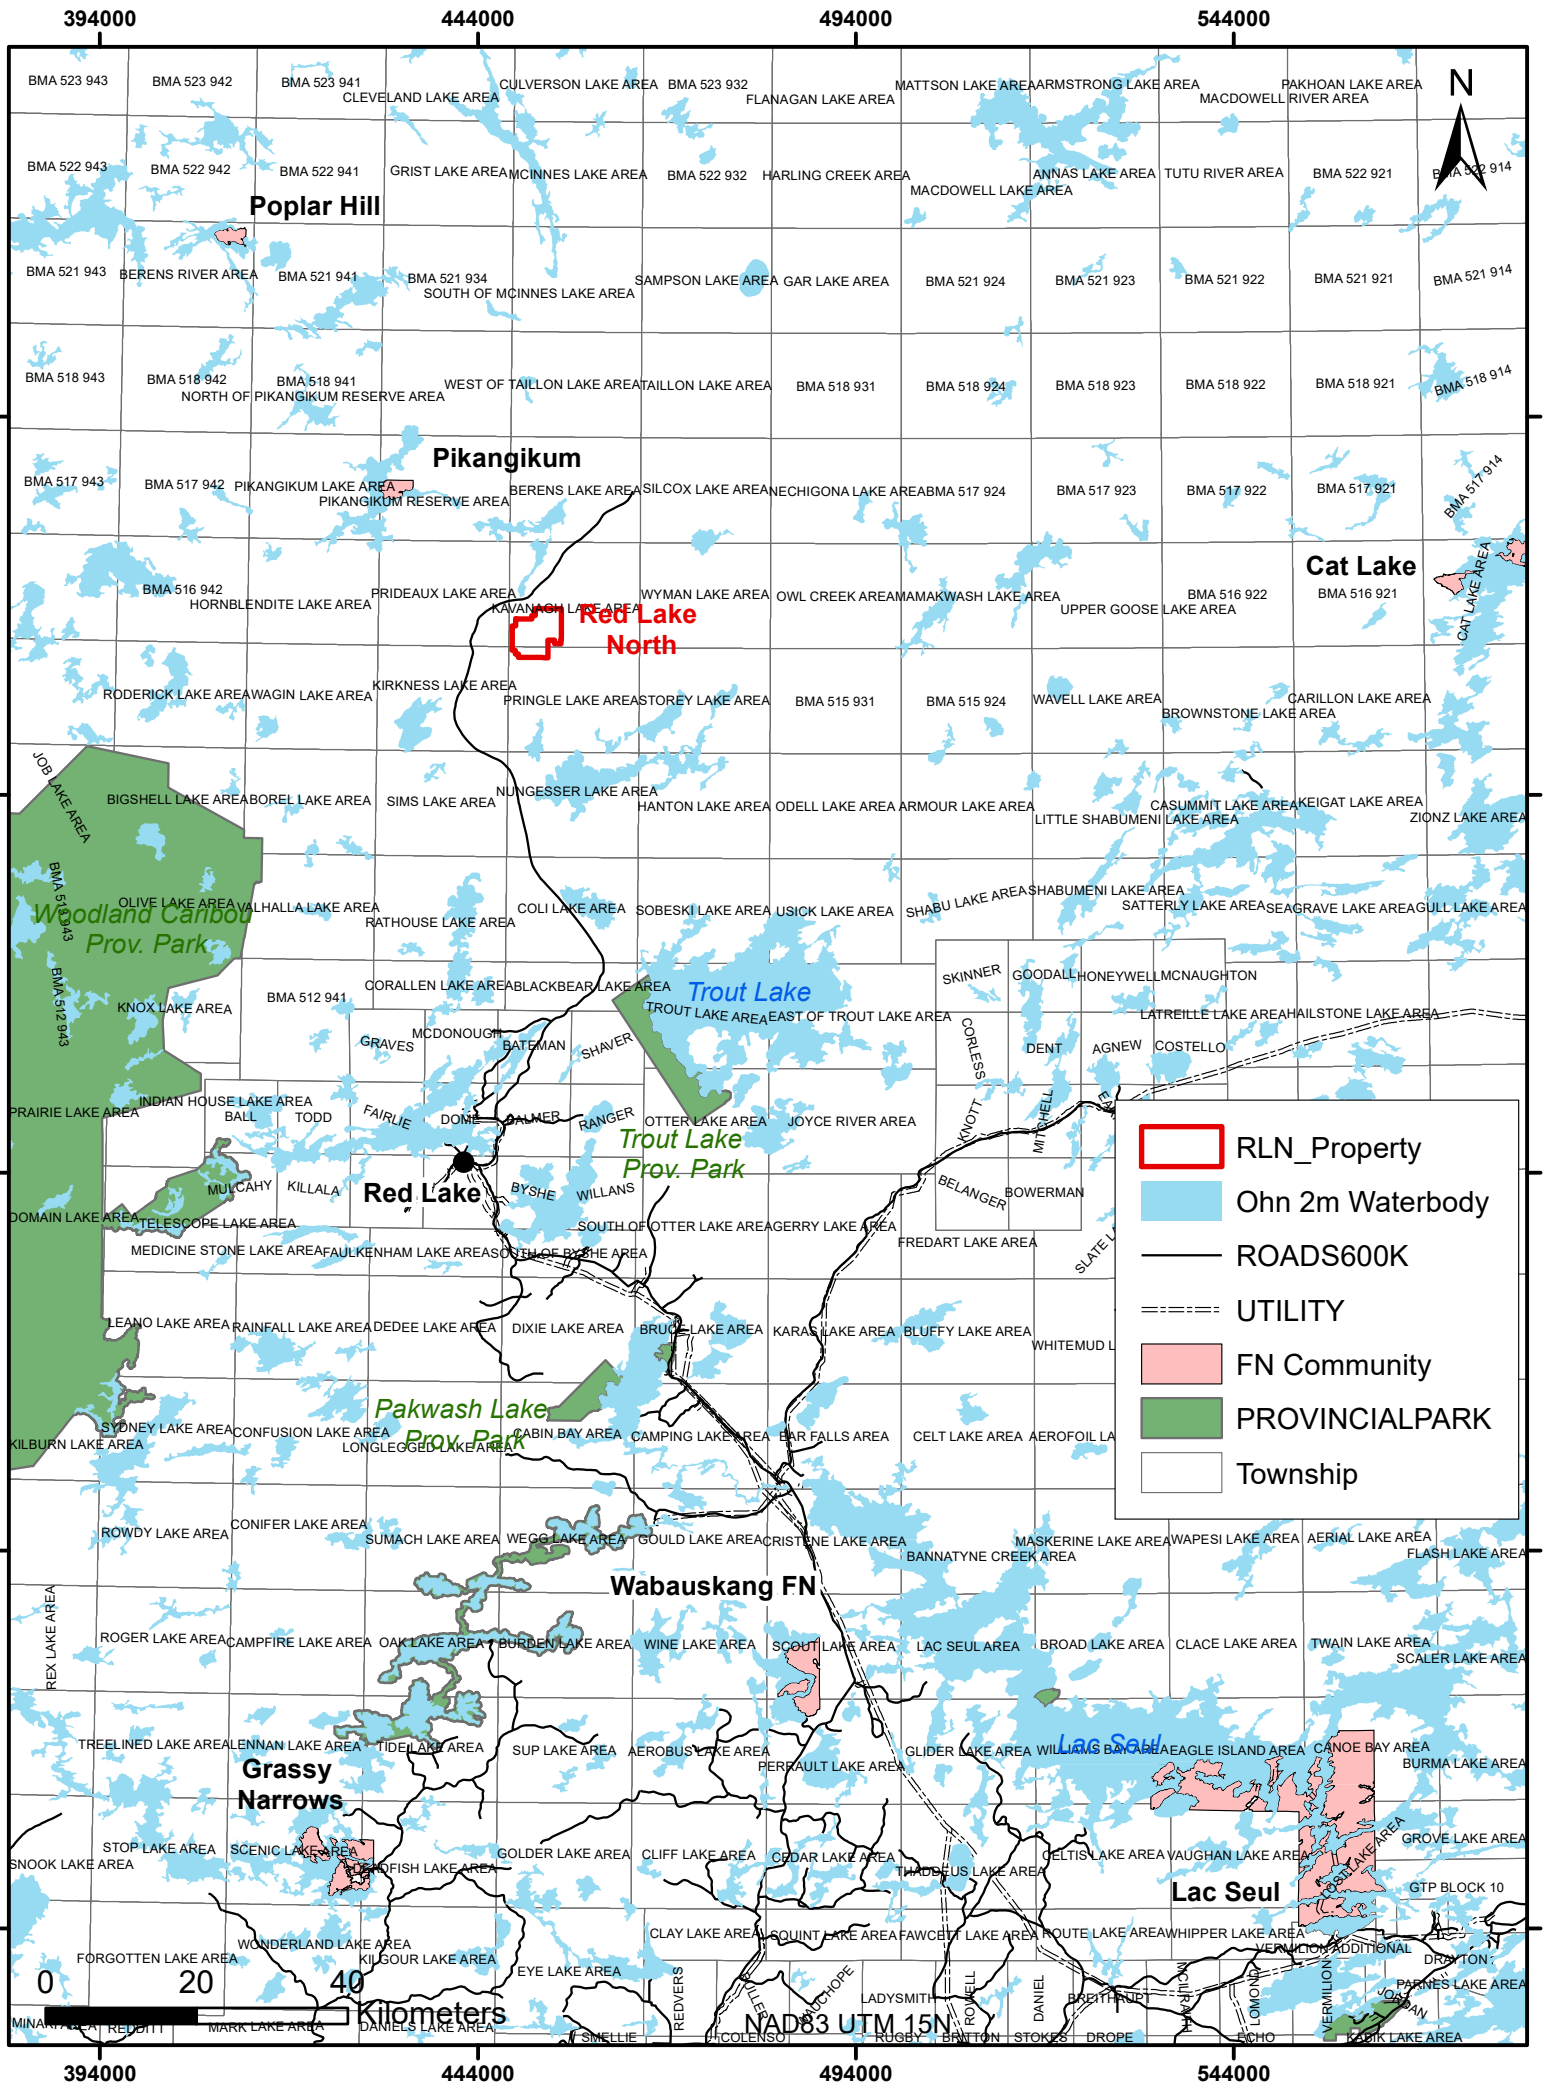 394000 444000 494000 544000
N
BMA 523 943 BMA 523 942 BMA 523 941 CULVERSON LAKE AREA BMA 523 932 MATTSON LAKE AREA ARMSTRONG LAKE AREA PAKHOAN LAKE AREA
CLEVELAND LAKE AREA FLANAGAN LAKE AREA MACDOWELL RIVER AREA
BMA 522 943 BMA 522 942 BMA 522 941 GRIST LAKE AREA MCINNES LAKE AREA BMA 522 932 HARLING CREEK AREA ANNAS LAKE AREA TUTU RIVER AREA BMA 522 921 BMA 522 914
MACDOWELL LAKE AREA
Poplar Hill
BMA 521 943 BERENS RIVER AREA BMA 521 941 BMA 521 934 SAMPSON LAKE AREA GAR LAKE AREA BMA 521 924 BMA 521 923 BMA 521 922 BMA 521 921 BMA 521 914
SOUTH OF MCINNES LAKE AREA
BMA 518 943 BMA 518 942 BMA 518 941 WEST OF TAILLON LAKE AREA TAILLON LAKE AREA BMA 518 931 BMA 518 924 BMA 518 923 BMA 518 922 BMA 518 921 BMA 518 914
NORTH OF PIKANGIKUM RESERVE AREA
Pikangikum
BMA 517 943 BMA 517 942 PIKANGIKUM LAKE AREA BERENS LAKE AREA SILCOX LAKE AREA NECHIGONA LAKE AREA BMA 517 924 BMA 517 923 BMA 517 922 BMA 517 921 BMA 517 914
PIKANGIKUM RESERVE AREA
Cat Lake
BMA 516 942 PRIDEAUX LAKE AREA WYMAN LAKE AREA OWL CREEK AREA MAMAKWASH LAKE AREA BMA 516 922 BMA 516 921 CAT LAKE AREA
HORNBLENDITE LAKE AREA KAVANAGH LAKE AREA UPPER GOOSE LAKE AREA
Red Lake
North
RODERICK LAKE AREA WAGIN LAKE AREA KIRKNESS LAKE AREA PRINGLE LAKE AREA STOREY LAKE AREA BMA 515 931 BMA 515 924 WAVELL LAKE AREA CARILLON LAKE AREA
BROWNSTONE LAKE AREA
JOB LAKE AREA
BIGSHELL LAKE AREA BOREL LAKE AREA SIMS LAKE AREA NUNGESSER LAKE AREA HANTON LAKE AREA ODELL LAKE AREA ARMOUR LAKE AREA CASUMMIT LAKE AREA KEIGAT LAKE AREA
LITTLE SHABUMENI LAKE AREA ZIONZ LAKE AREA
BMA 513 943 OLIVE LAKE AREA VALHALLA LAKE AREA RATHOUSE LAKE AREA COLI LAKE AREA SOBESKI LAKE AREA USICK LAKE AREA SHABU LAKE AREA SHABUMENI LAKE AREA
SATTERLY LAKE AREA SEAGRAVE LAKE AREA GULL LAKE AREA
Woodland Caribou
Prov. Park
BMA 512 943 KNOX LAKE AREA BMA 512 941 CORALLEN LAKE AREA BLACKBEAR LAKE AREA
Trout Lake
TROUT LAKE AREA EAST OF TROUT LAKE AREA
SKINNER GOODALL HONEYWELL MCNAUGHTON
LATREILLE LAKE AREA HAILSTONE LAKE AREA
GRAVES MCDONOUGH BATEMAN SHAVER CORLESS DENT AGNEW COSTELLO
PRAIRIE LAKE AREA INDIAN HOUSE LAKE AREA
BALL TODD FAIRLIE DOME BALMER RANGER OTTER LAKE AREA JOYCE RIVER AREA KNOTT MITCHELL
Trout Lake
Prov. Park
Red Lake
MULCAHY KILLALA BYSHE WILLANS BELANGER BOWERMAN
DOMAIN LAKE AREA TELESCOPE LAKE AREA SOUTH OF OTTER LAKE AREA GERRY LAKE AREA
MEDICINE STONE LAKE AREA FAULKENHAM LAKE AREA SOUTH OF BYSHE AREA FREDART LAKE AREA
LEANO LAKE AREA RAINFALL LAKE AREA DEDEE LAKE AREA DIXIE LAKE AREA BRUCE LAKE AREA KARAS LAKE AREA BLUFFY LAKE AREA
WHITEMUD L
RLN_Property
Ohn 2m Waterbody
ROADS600K
UTILITY
FN Community
PROVINCIALPARK
Township
Pakwash Lake
Prov. Park
SYDNEY LAKE AREA CONFUSION LAKE AREA CABIN BAY AREA CAMPING LAKE AREA EAR FALLS AREA CELT LAKE AREA AEROFOIL LA
KILBURN LAKE AREA LONGLEGGED LAKE AREA
ROWDY LAKE AREA CONIFER LAKE AREA SUMACH LAKE AREA WEGG LAKE AREA GOULD LAKE AREA CRISTENE LAKE AREA MASKERINE LAKE AREA WAPESI LAKE AREA AERIAL LAKE AREA
BANNATYNE CREEK AREA FLASH LAKE AREA
Wabauskang FN
REX LAKE AREA ROGER LAKE AREA CAMPFIRE LAKE AREA OAK LAKE AREA BURDEN LAKE AREA WINE LAKE AREA SCOUT LAKE AREA LAC SEUL AREA BROAD LAKE AREA CLACE LAKE AREA TWAIN LAKE AREA
SCALER LAKE AREA
Lac Seul
TREELINED LAKE AREA LENNAN LAKE AREA TIDE LAKE AREA SUP LAKE AREA AEROBUS LAKE AREA GLIDER LAKE AREA WILLIAMS BAY AREA EAGLE ISLAND AREA CANOE BAY AREA
PERRAULT LAKE AREA BURMA LAKE AREA
Grassy
Narrows
STOP LAKE AREA SCENIC LAKE AREA GOLDER LAKE AREA CLIFF LAKE AREA CEDAR LAKE AREA CELTIS LAKE AREA VAUGHAN LAKE AREA LOST LAKE AREA GROVE LAKE AREA
SNOOK LAKE AREA DEADFISH LAKE AREA THADDEUS LAKE AREA
Lac Seul
GTP BLOCK 10
CLAY LAKE AREA SQUINT LAKE AREA FAWCETT LAKE AREA ROUTE LAKE AREA WHIPPER LAKE AREA
FORGOTTEN LAKE AREA WONDERLAND LAKE AREA VERMILION ADDITIONAL
KILGOUR LAKE AREA EYE LAKE AREA DRAYTON
REDVERS BULLER WAUCHOPE LADYSMITH ROWELL DANIEL BREITHAUPT MCILRAITH LOMOND VERMILION JORDAN PARNES LAKE AREA
0 20 40
Kilometers
NAD83 UTM 15N
REDDITT MARK LAKE AREA DANIELS LAKE AREA SMELLIE COLENSO RUGBY BRITTON STOKES DROPE ECHO KABIK LAKE AREA
394000 444000 494000 544000